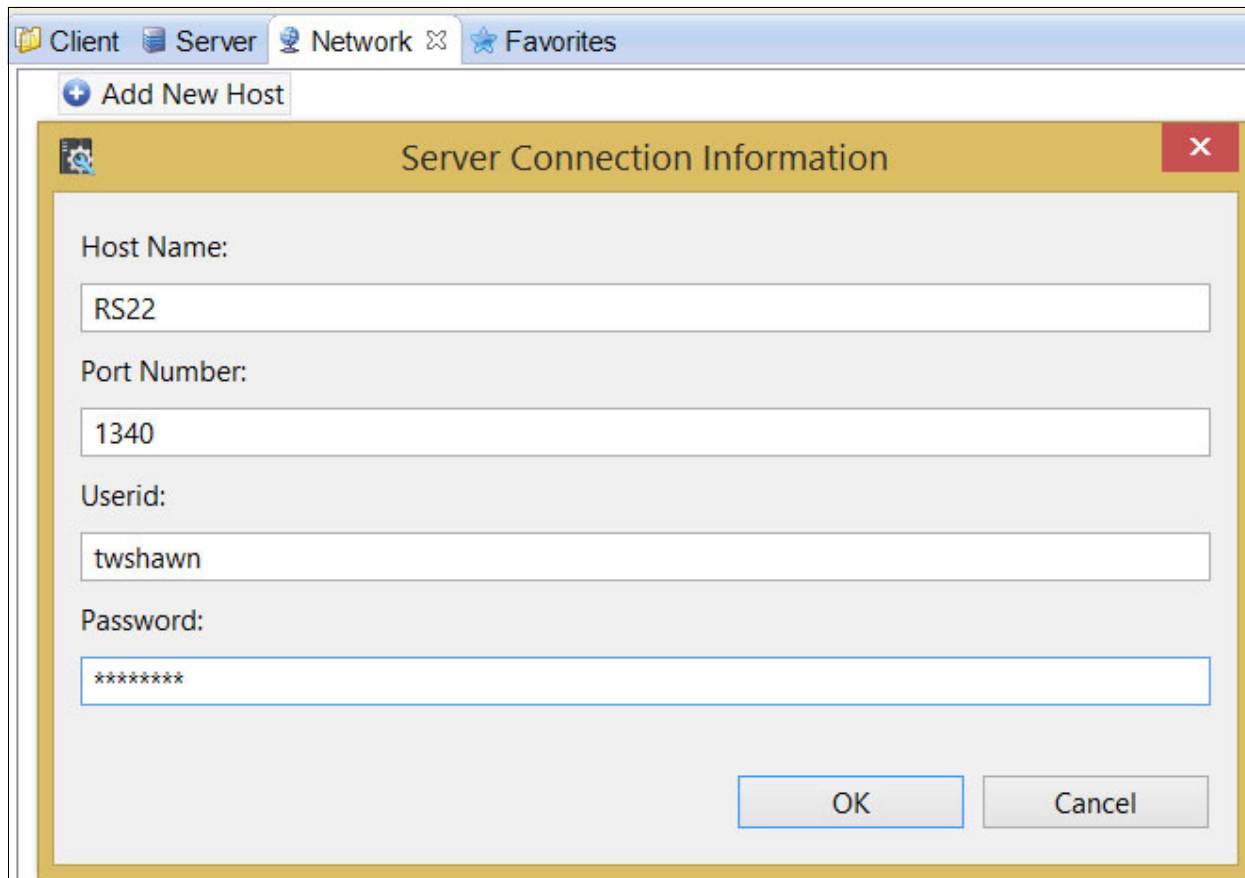 Client Server Network Favorites
Add New Host
Server Connection Information
Host Name:
RS22
Port Number:
1340
Userid:
twshawn
Password:
********
OK Cancel